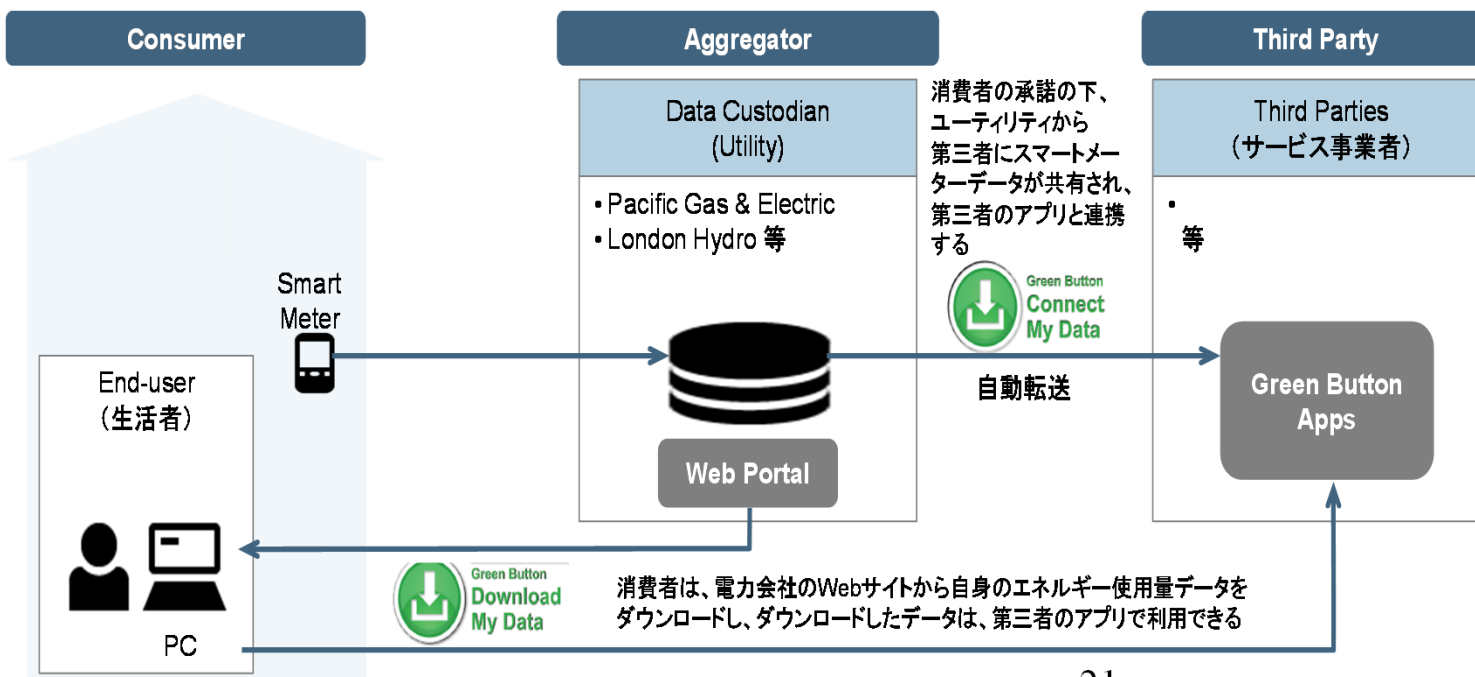 Consumer
Aggregator
Third Party
Data Custodian
(Utility)
• Pacific Gas & Electric
• London Hydro 等
消費者の承諾の下、
ユーティリティから
第三者にスマートメー
ターデータが共有され、
第三者のアプリと連携
する
Third Parties
（サービス事業者）
•
等
Smart
Meter
Green Button
Connect
My Data
自動転送
End-user
（生活者）
Green Button
Apps
Web Portal
PC
Green Button
Download
My Data
消費者は、電力会社のWebサイトから自身のエネルギー使用量データを
ダウンロードし、ダウンロードしたデータは、第三者のアプリで利用できる